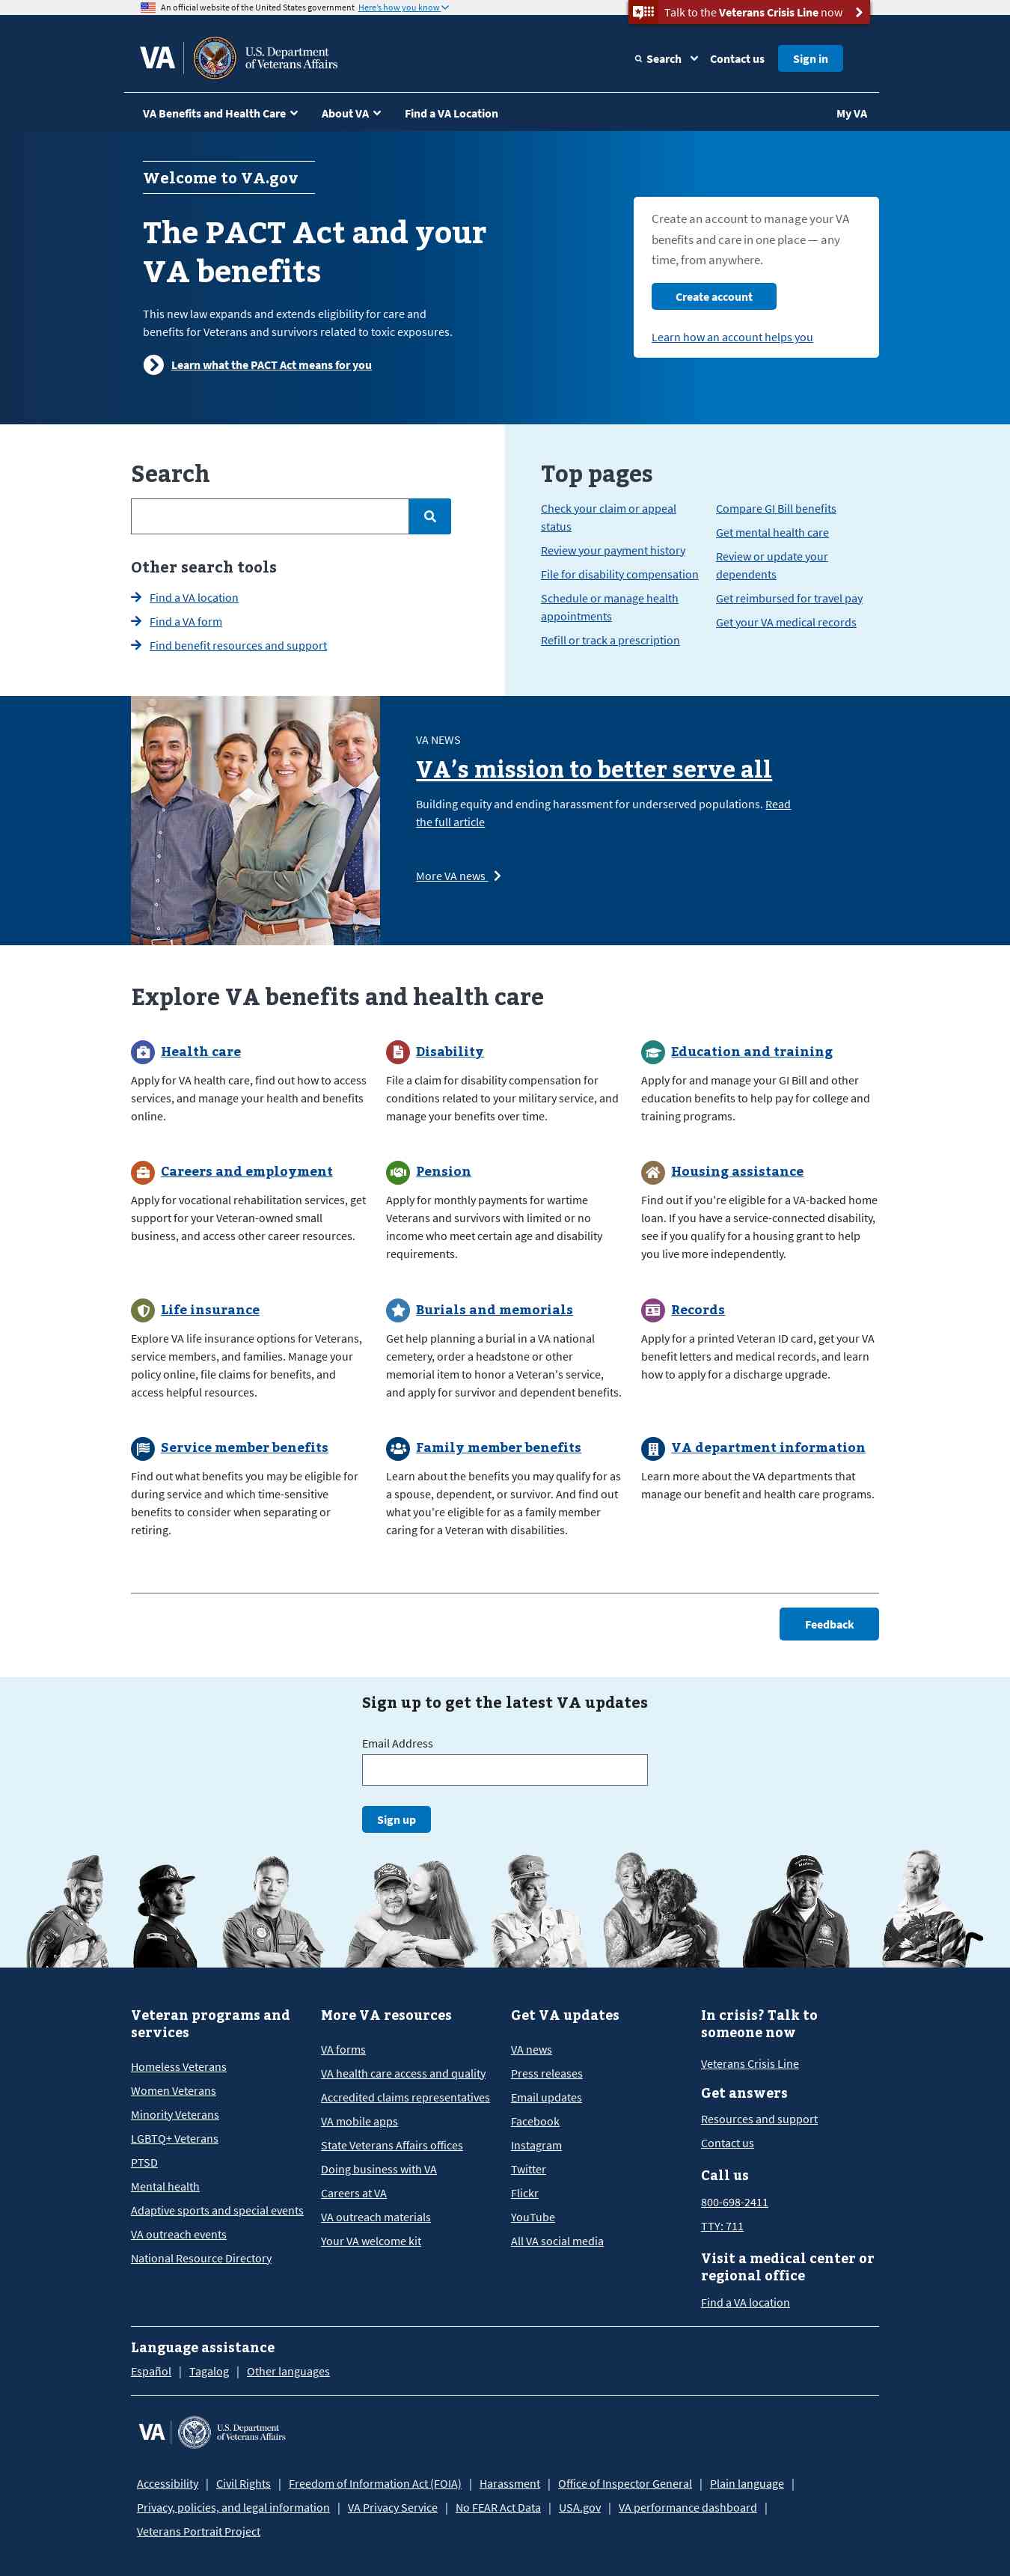 An official website of the United States government Here's how you know
Talk to the Veterans Crisis Line now
VA
U.S. Department
of Veterans Affairs
Search
Contact us
Sign in
VA Benefits and Health Care
About VA
Find a VA Location
My VA
Welcome to VA.gov
The PACT Act and your
VA benefits
This new law expands and extends eligibility for care and
benefits for Veterans and survivors related to toxic exposures.
Learn what the PACT Act means for you
Create an account to manage your VA
benefits and care in one place — any
time, from anywhere.
Create account
Learn how an account helps you
Search
Other search tools
Find a VA location
Find a VA form
Find benefit resources and support
Top pages
Check your claim or appeal
status
Review your payment history
File for disability compensation
Schedule or manage health
appointments
Refill or track a prescription
Compare GI Bill benefits
Get mental health care
Review or update your
dependents
Get reimbursed for travel pay
Get your VA medical records
VA NEWS
VA's mission to better serve all
Building equity and ending harassment for underserved populations. Read
the full article
More VA news
Explore VA benefits and health care
Health care
Apply for VA health care, find out how to access
services, and manage your health and benefits
online.
Disability
File a claim for disability compensation for
conditions related to your military service, and
manage your benefits over time.
Education and training
Apply for and manage your GI Bill and other
education benefits to help pay for college and
training programs.
Careers and employment
Apply for vocational rehabilitation services, get
support for your Veteran-owned small
business, and access other career resources.
Pension
Apply for monthly payments for wartime
Veterans and survivors with limited or no
income who meet certain age and disability
requirements.
Housing assistance
Find out if you're eligible for a VA-backed home
loan. If you have a service-connected disability,
see if you qualify for a housing grant to help
you live more independently.
Life insurance
Explore VA life insurance options for Veterans,
service members, and families. Manage your
policy online, file claims for benefits, and
access helpful resources.
Burials and memorials
Get help planning a burial in a VA national
cemetery, order a headstone or other
memorial item to honor a Veteran's service,
and apply for survivor and dependent benefits.
Records
Apply for a printed Veteran ID card, get your VA
benefit letters and medical records, and learn
how to apply for a discharge upgrade.
Service member benefits
Find out what benefits you may be eligible for
during service and which time-sensitive
benefits to consider when separating or
retiring.
Family member benefits
Learn about the benefits you may qualify for as
a spouse, dependent, or survivor. And find out
what you're eligible for as a family member
caring for a Veteran with disabilities.
VA department information
Learn more about the VA departments that
manage our benefit and health care programs.
Feedback
Sign up to get the latest VA updates
Email Address
Sign up
Veteran programs and
services
Homeless Veterans
Women Veterans
Minority Veterans
LGBTQ+ Veterans
PTSD
Mental health
Adaptive sports and special events
VA outreach events
National Resource Directory
More VA resources
VA forms
VA health care access and quality
Accredited claims representatives
VA mobile apps
State Veterans Affairs offices
Doing business with VA
Careers at VA
VA outreach materials
Your VA welcome kit
Get VA updates
VA news
Press releases
Email updates
Facebook
Instagram
Twitter
Flickr
YouTube
All VA social media
In crisis? Talk to
someone now
Veterans Crisis Line
Get answers
Resources and support
Contact us
Call us
800-698-2411
TTY: 711
Visit a medical center or
regional office
Find a VA location
Language assistance
Español | Tagalog | Other languages
VA
U.S. Department
of Veterans Affairs
Accessibility | Civil Rights | Freedom of Information Act (FOIA) | Harassment | Office of Inspector General | Plain language |
Privacy, policies, and legal information | VA Privacy Service | No FEAR Act Data | USA.gov | VA performance dashboard |
Veterans Portrait Project